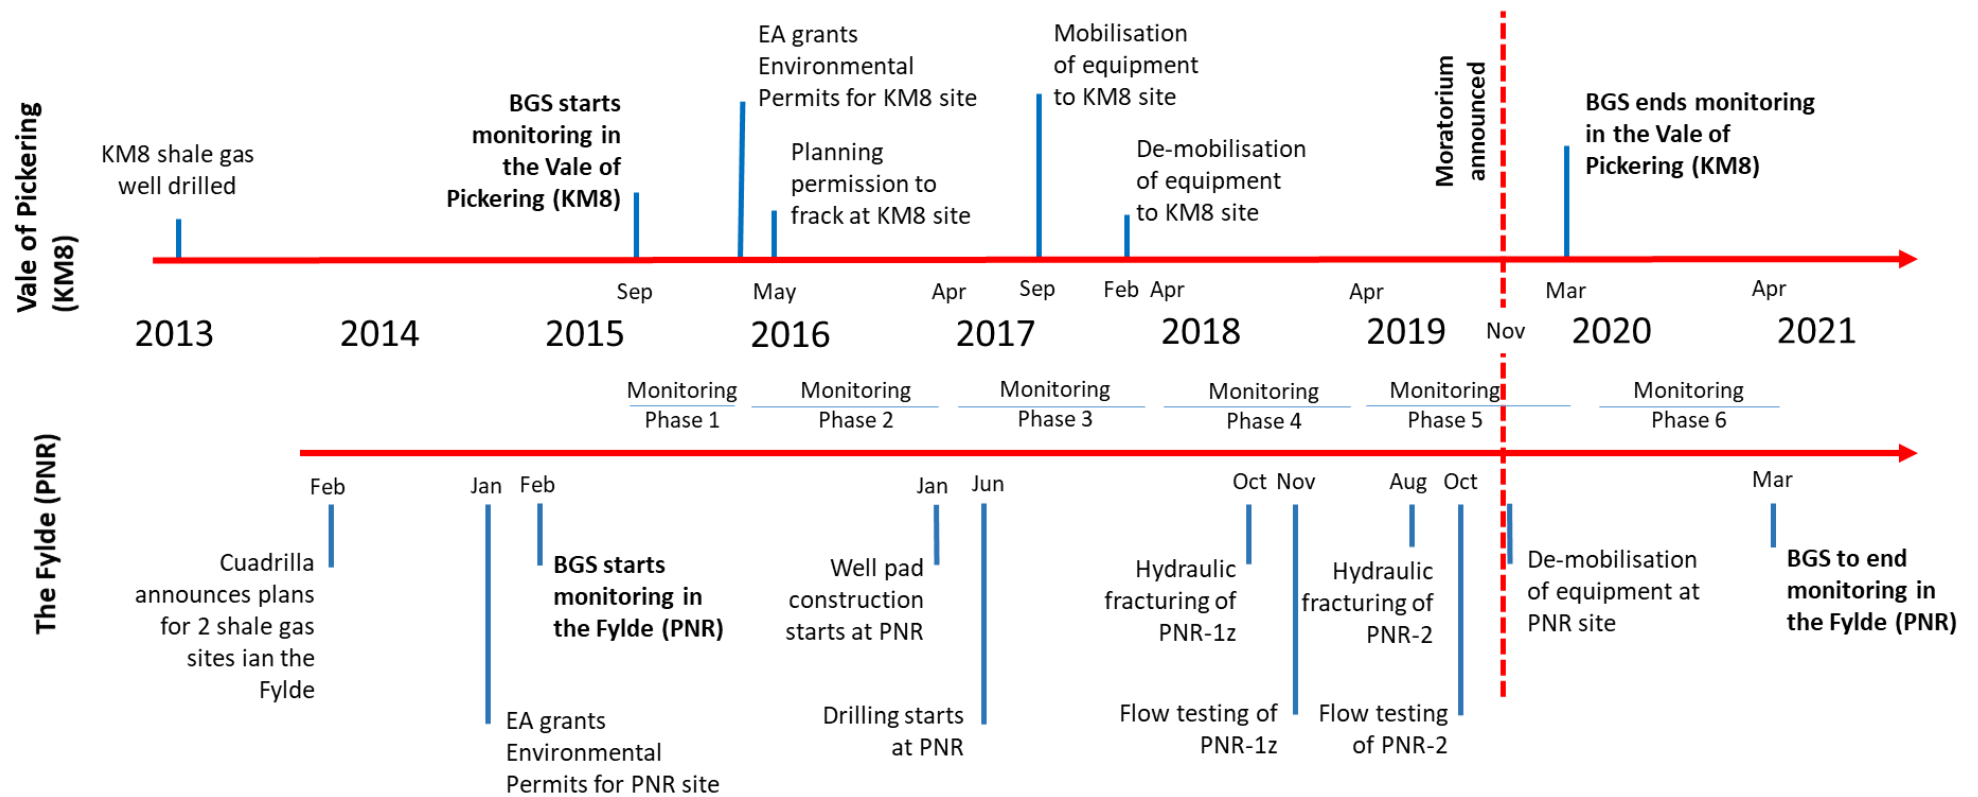 Vale of Pickering
(KM8)
KM8 shale gas
well drilled
BGS starts
monitoring in
the Vale of
Pickering (KM8)
EA grants
Environmental
Permits for KM8 site
Planning
permission to
frack at KM8 site
Mobilisation
of equipment
to KM8 site
De-mobilisation
of equipment
to KM8 site
Moratorium
announced
BGS ends monitoring
in the Vale of
Pickering (KM8)
Sep
May
Apr
Sep
Feb
Apr
Apr
Mar
Apr
2013
2014
2015
2016
2017
2018
2019
Nov
2020
2021
Monitoring
Phase 1
Monitoring
Phase 2
Monitoring
Phase 3
Monitoring
Phase 4
Monitoring
Phase 5
Monitoring
Phase 6
The Fylde (PNR)
Feb
Jan
Feb
Jan
Jun
Oct
Nov
Aug
Oct
Mar
Cuadrilla
announces plans
for 2 shale gas
sites ian the
Fylde
EA grants
Environmental
Permits for PNR site
BGS starts
monitoring in
the Fylde (PNR)
Well pad
construction
starts at PNR
Drilling starts
at PNR
Hydraulic
fracturing of
PNR-1z
Flow testing of
PNR-1z
Hydraulic
fracturing of
PNR-2
Flow testing
of PNR-2
De-mobilisation
of equipment at
PNR site
BGS to end
monitoring in
the Fylde (PNR)